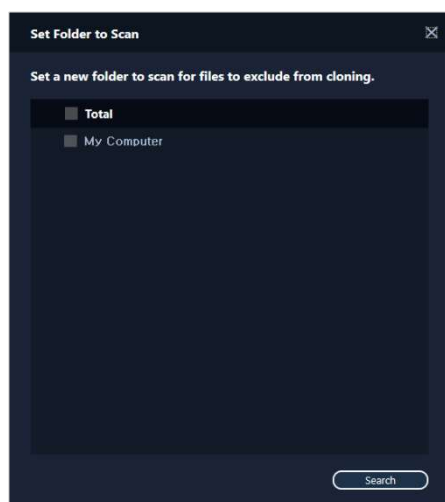 Set Folder to Scan
Set a new folder to scan for files to exclude from cloning.
Total
My Computer
Search